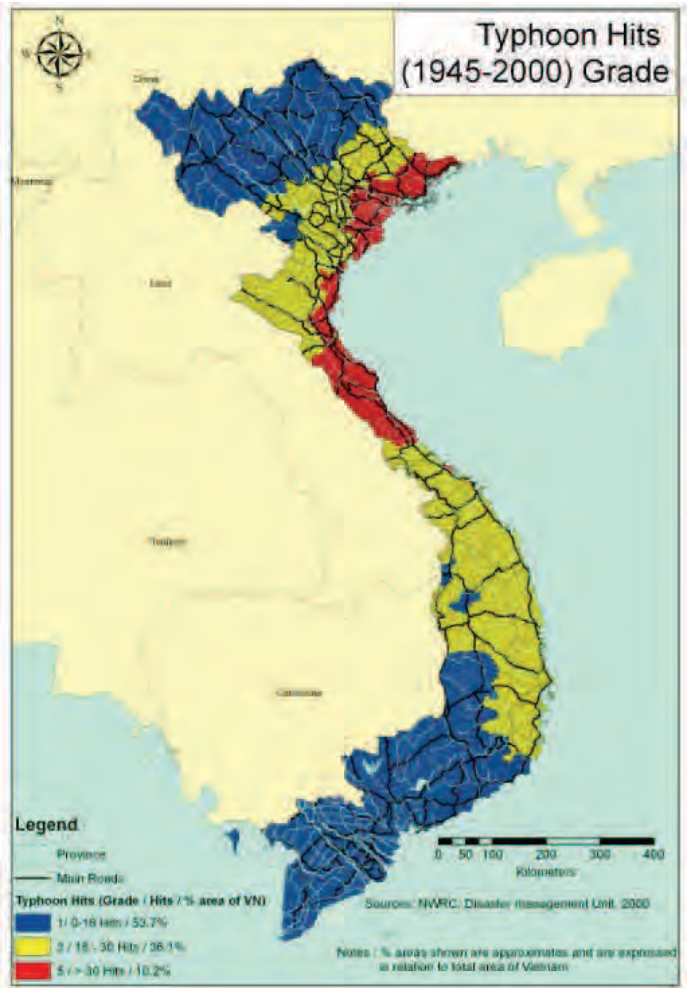 Typhoon Hits
(1945-2000) Grade
N
W
E
S
China
Myanmar
Laos
Thailand
Cambodia
Legend
Province
Main Roads
Typhoon Hits (Grade / Hits / % area of VN)
1/ 0-16 Hits / 53.7%
3 / 16 - 30 Hits / 36.1%
5 / > 30 Hits / 10.2%
0 50 100 200 300 400
Kilometers
Sources: NWRC, Disaster management Unit, 2000
Notes : % areas shown are approximates and are expressed
in relation to total area of Vietnam